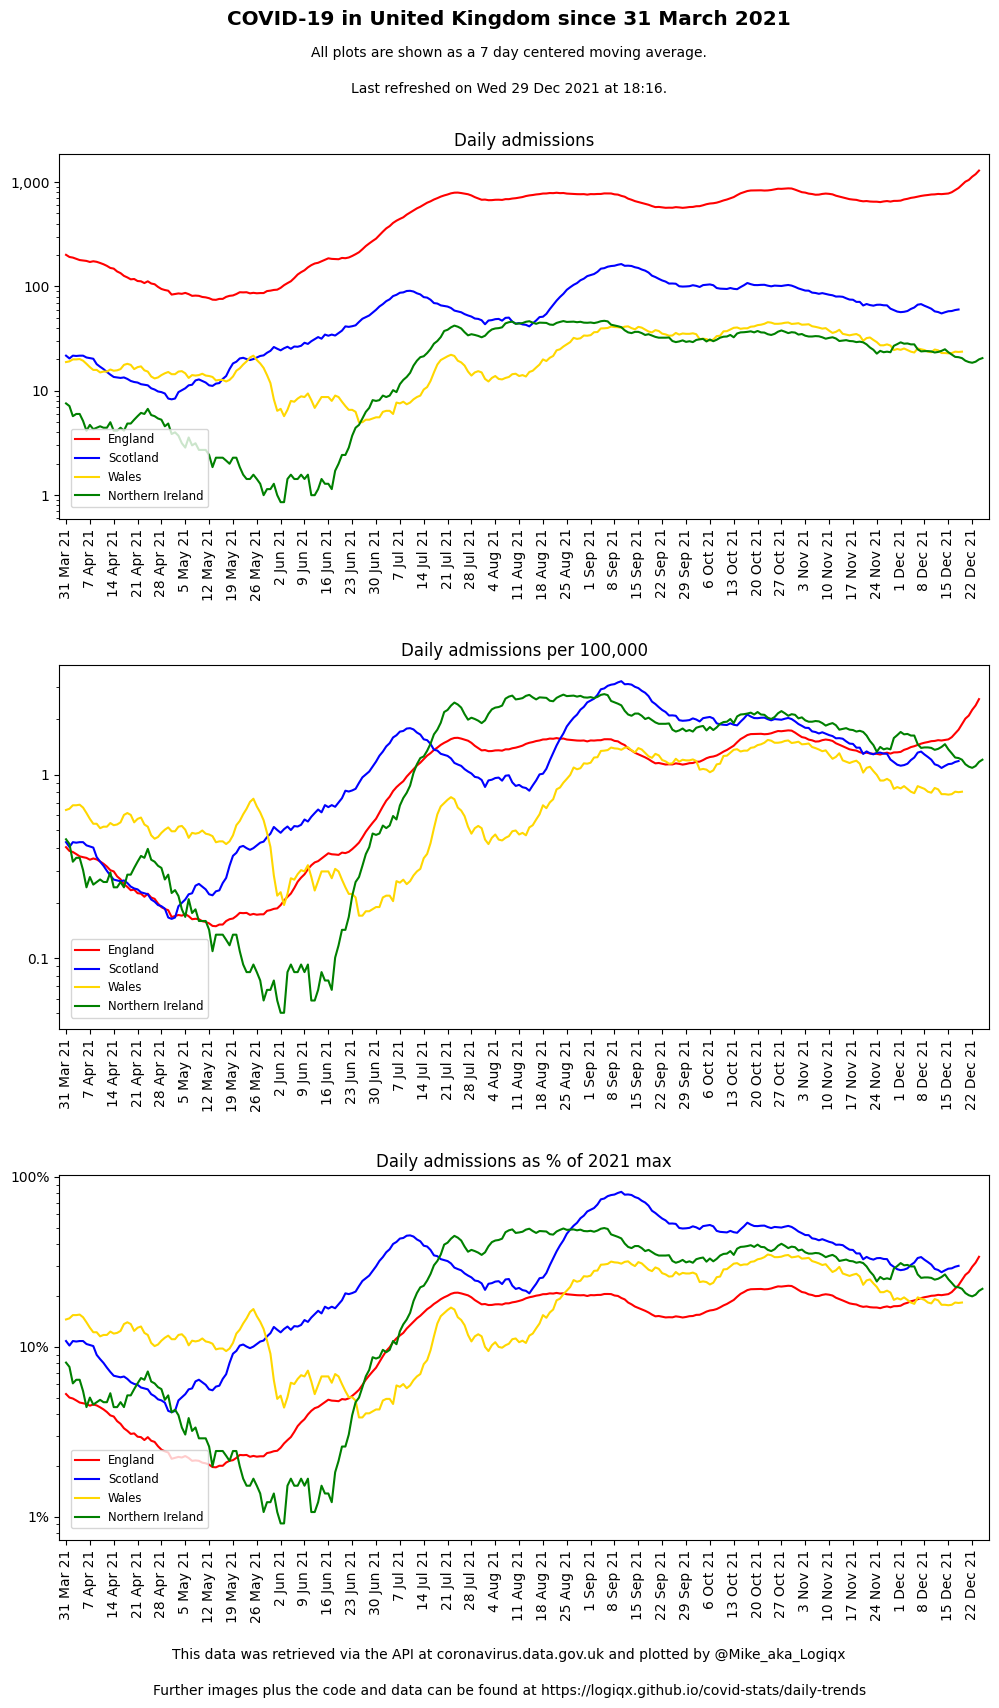 COVID-19 in United Kingdom since 31 March 2021
All plots are shown as a 7 day centered moving average.
Last refreshed on Wed 29 Dec 2021 at 18:16.
Daily admissions
1,000
100
10
1
England
Scotland
Wales
Northern Ireland
31 Mar 21
7 Apr 21
14 Apr 21
21 Apr 21
28 Apr 21
5 May 21
12 May 21
19 May 21
26 May 21
2 Jun 21
9 Jun 21
16 Jun 21
23 Jun 21
30 Jun 21
7 Jul 21
14 Jul 21
21 Jul 21
28 Jul 21
4 Aug 21
11 Aug 21
18 Aug 21
25 Aug 21
1 Sep 21
8 Sep 21
15 Sep 21
22 Sep 21
29 Sep 21
6 Oct 21
13 Oct 21
20 Oct 21
27 Oct 21
3 Nov 21
10 Nov 21
17 Nov 21
24 Nov 21
1 Dec 21
8 Dec 21
15 Dec 21
22 Dec 21
Daily admissions per 100,000
1
0.1
England
Scotland
Wales
Northern Ireland
31 Mar 21
7 Apr 21
14 Apr 21
21 Apr 21
28 Apr 21
5 May 21
12 May 21
19 May 21
26 May 21
2 Jun 21
9 Jun 21
16 Jun 21
23 Jun 21
30 Jun 21
7 Jul 21
14 Jul 21
21 Jul 21
28 Jul 21
4 Aug 21
11 Aug 21
18 Aug 21
25 Aug 21
1 Sep 21
8 Sep 21
15 Sep 21
22 Sep 21
29 Sep 21
6 Oct 21
13 Oct 21
20 Oct 21
27 Oct 21
3 Nov 21
10 Nov 21
17 Nov 21
24 Nov 21
1 Dec 21
8 Dec 21
15 Dec 21
22 Dec 21
Daily admissions as % of 2021 max
100%
10%
1%
England
Scotland
Wales
Northern Ireland
31 Mar 21
7 Apr 21
14 Apr 21
21 Apr 21
28 Apr 21
5 May 21
12 May 21
19 May 21
26 May 21
2 Jun 21
9 Jun 21
16 Jun 21
23 Jun 21
30 Jun 21
7 Jul 21
14 Jul 21
21 Jul 21
28 Jul 21
4 Aug 21
11 Aug 21
18 Aug 21
25 Aug 21
1 Sep 21
8 Sep 21
15 Sep 21
22 Sep 21
29 Sep 21
6 Oct 21
13 Oct 21
20 Oct 21
27 Oct 21
3 Nov 21
10 Nov 21
17 Nov 21
24 Nov 21
1 Dec 21
8 Dec 21
15 Dec 21
22 Dec 21
This data was retrieved via the API at coronavirus.data.gov.uk and plotted by @Mike_aka_Logiqx
Further images plus the code and data can be found at https://logiqx.github.io/covid-stats/daily-trends